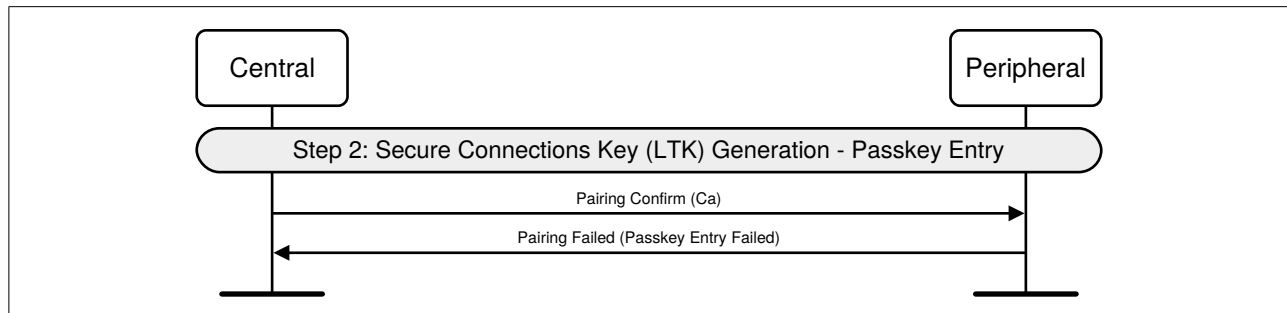 Central
Peripheral
Step 2: Secure Connections Key (LTK) Generation - Passkey Entry
Pairing Confirm (Ca)
Pairing Failed (Passkey Entry Failed)